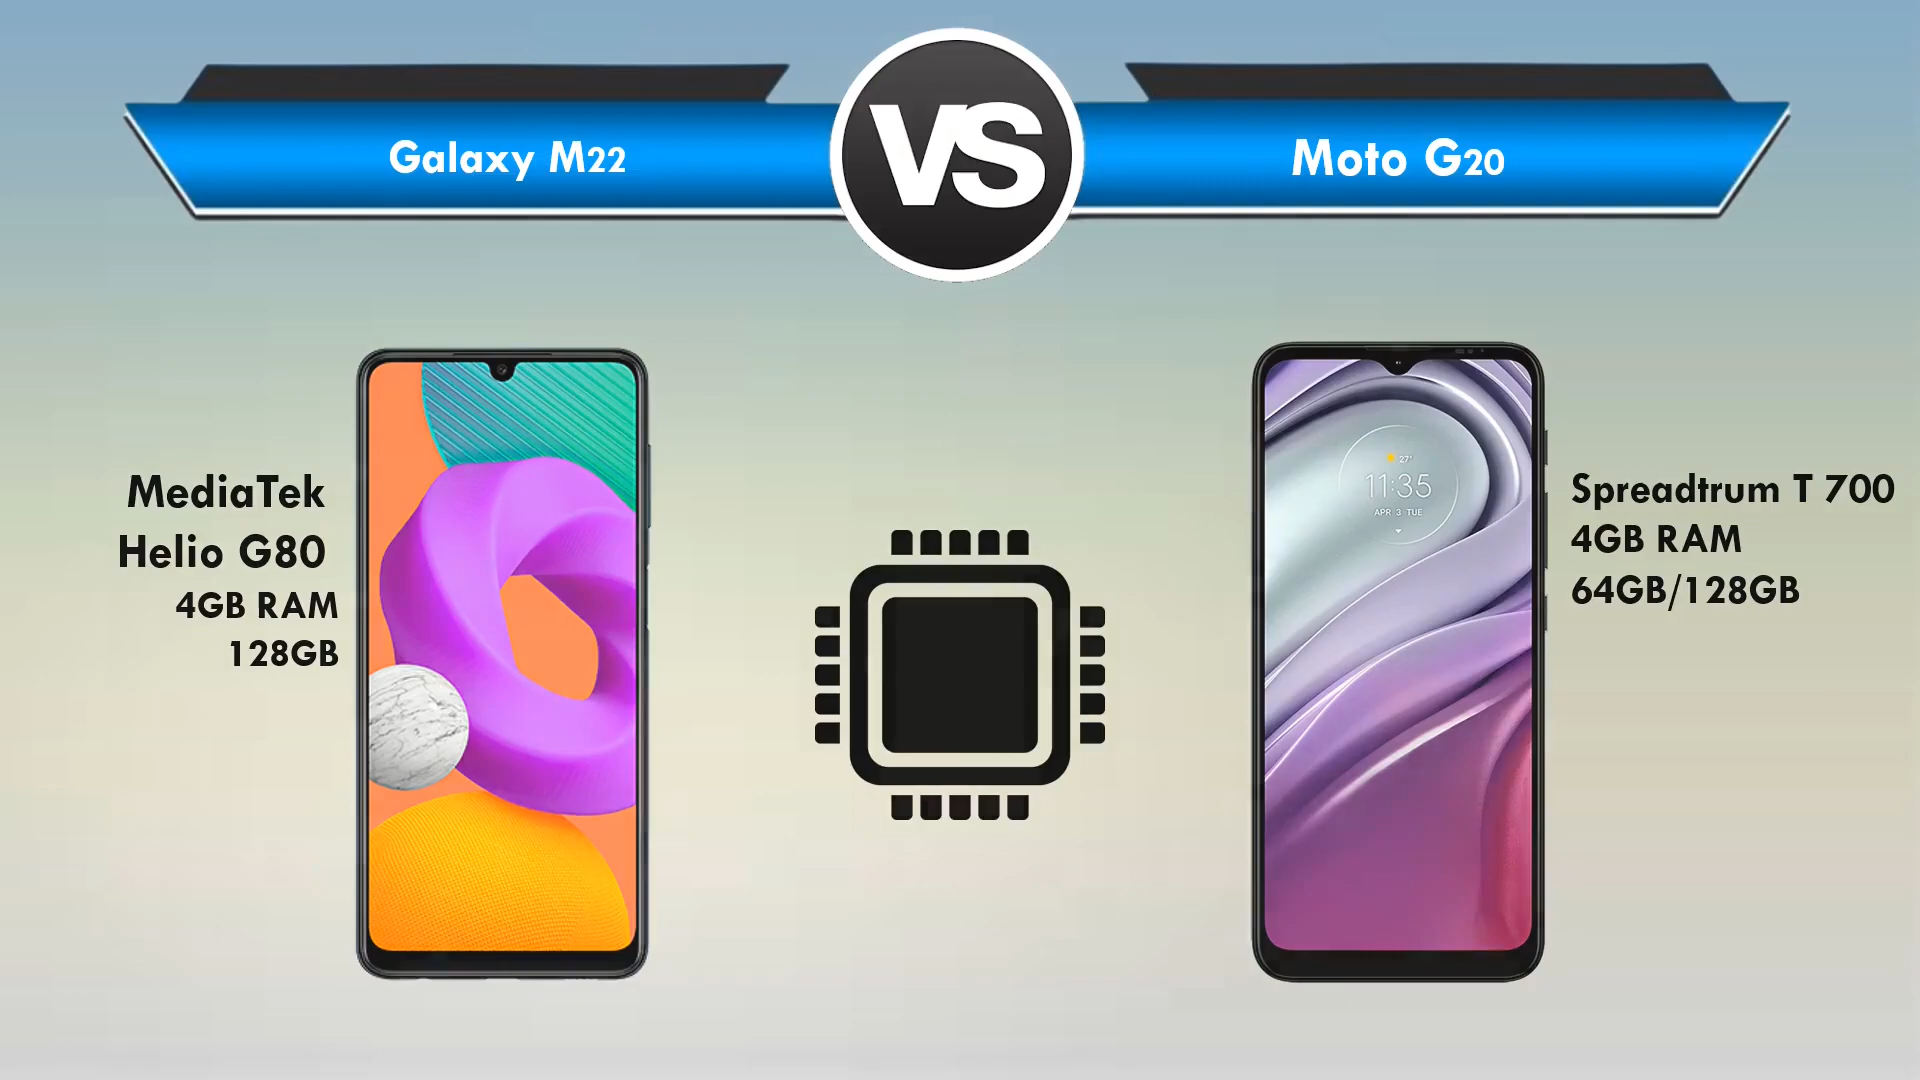 Galaxy M22
VS
Moto G20
MediaTek
Helio G80
4GB RAM
128GB
27°
11:35
APR 3 TUE
Spreadtrum T 700
4GB RAM
64GB/128GB